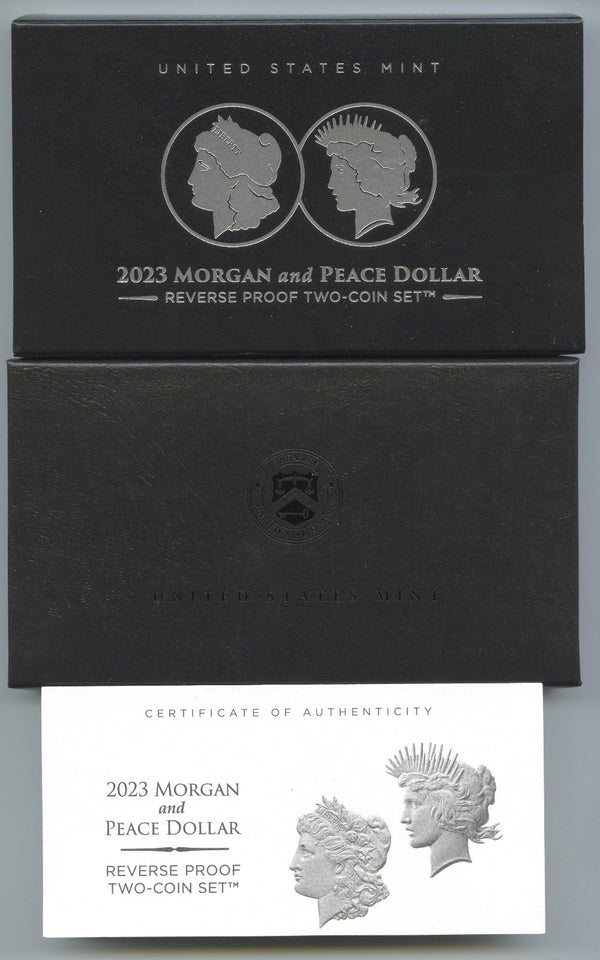 UNITED STATES MINT
LIBERTY
2023 MORGAN and PEACE DOLLAR
REVERSE PROOF TWO-COIN SET™
UNITED STATES MINT
CERTIFICATE OF AUTHENTICITY
2023 MORGAN
and
PEACE DOLLAR
REVERSE PROOF
TWO-COIN SET™